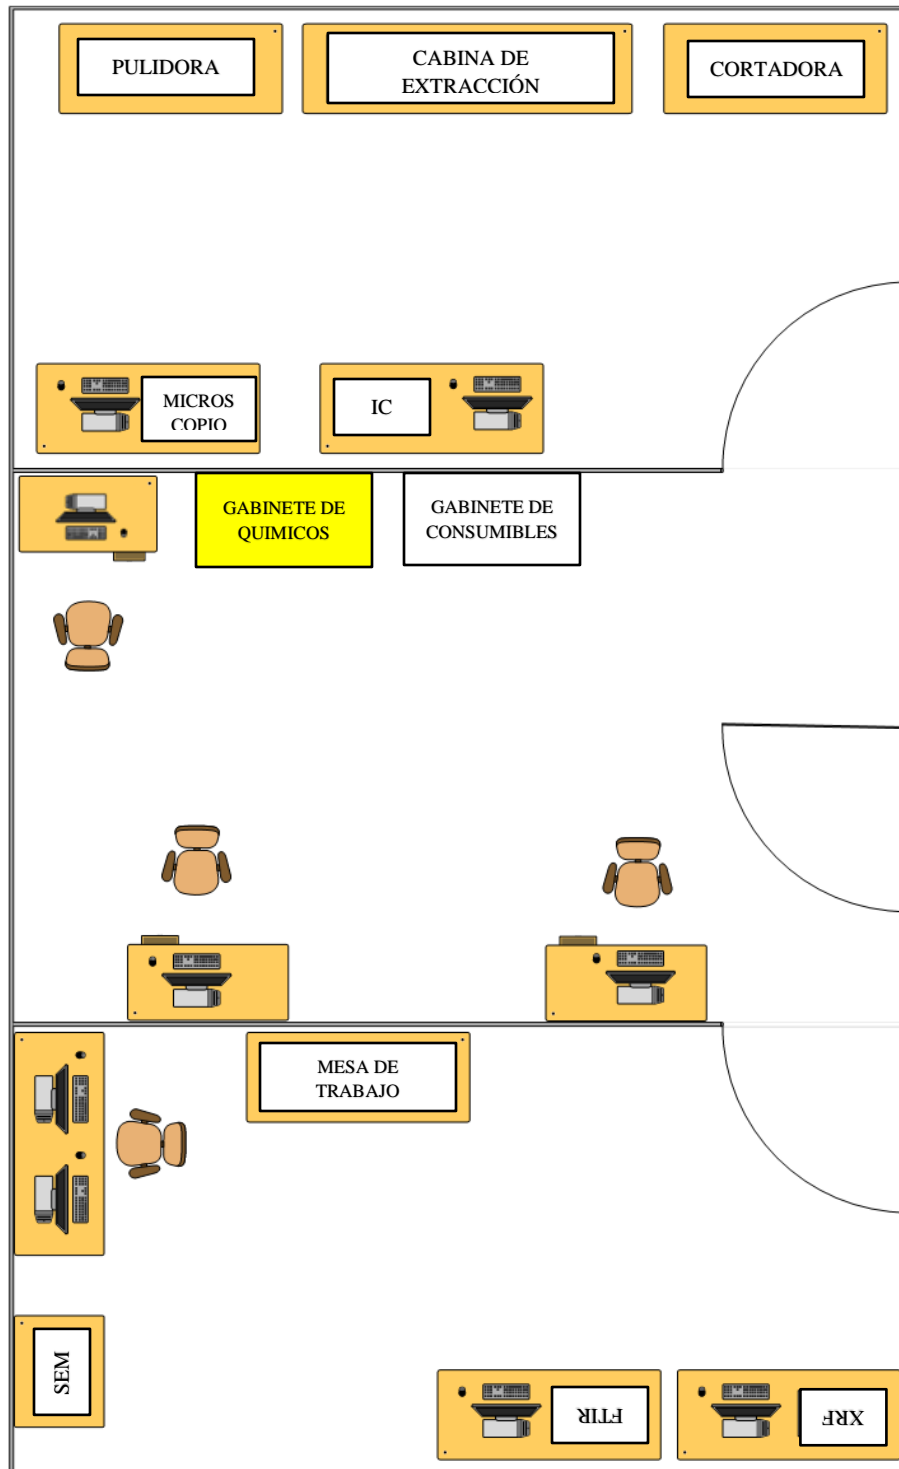 PULIDORA
CABINA DE
EXTRACCIÓN
CORTADORA
MICROS
COPIO
IC
GABINETE DE
QUIMICOS
GABINETE DE
CONSUMIBLES
MESA DE
TRABAJO
SEM
FTIR
XRF